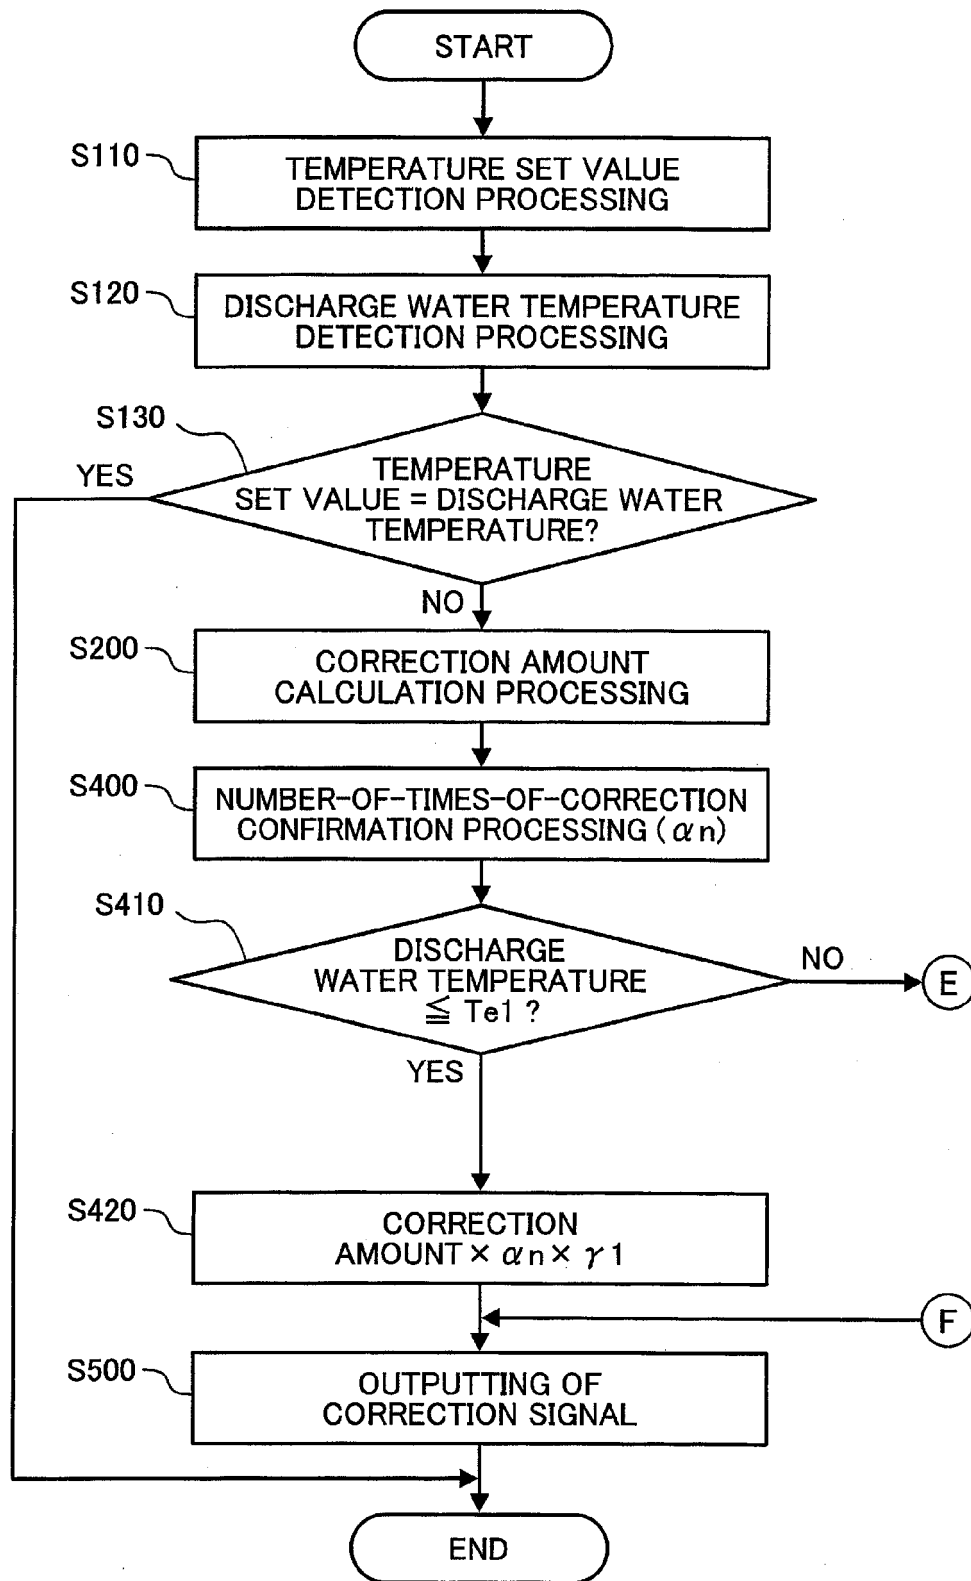 START
S110
TEMPERATURE SET VALUE
DETECTION PROCESSING
S120
DISCHARGE WATER TEMPERATURE
DETECTION PROCESSING
S130
YES
TEMPERATURE
SET VALUE = DISCHARGE WATER
TEMPERATURE?
NO
S200
CORRECTION AMOUNT
CALCULATION PROCESSING
S400
NUMBER-OF-TIMES-OF-CORRECTION
CONFIRMATION PROCESSING (αn)
S410
DISCHARGE
WATER TEMPERATURE
≦ Te1 ?
NO
E
YES
S420
CORRECTION
AMOUNT × αn × γ1
F
S500
OUTPUTTING OF
CORRECTION SIGNAL
END